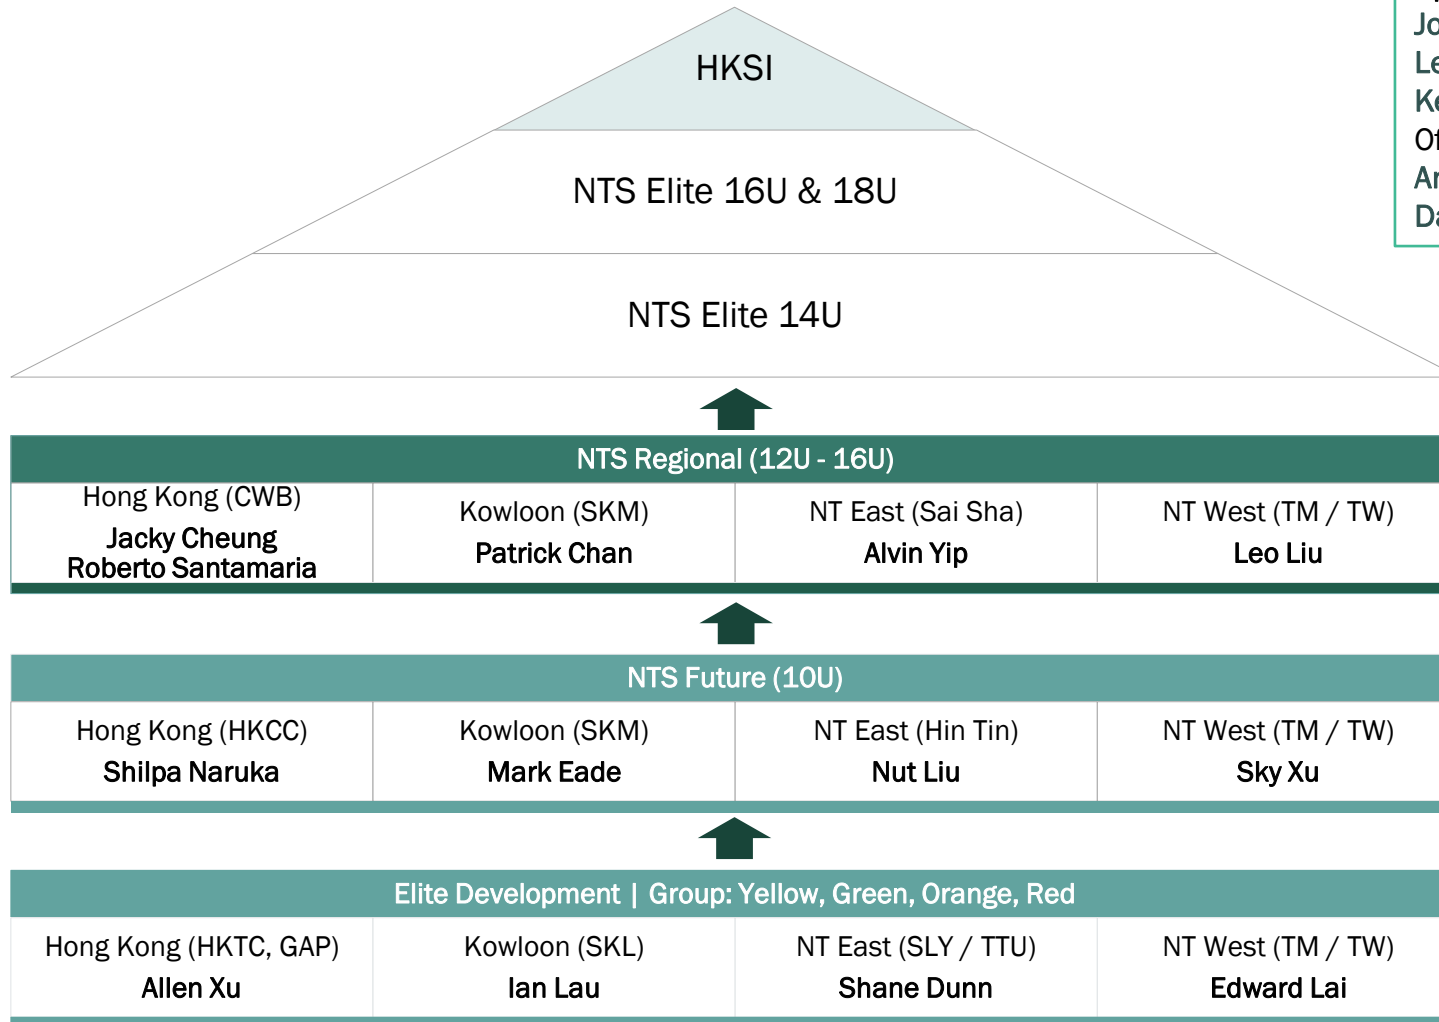 HKSI
NTS Elite 16U & 18U
NTS Elite 14U
NTS Regional (12U - 16U)
Hong Kong (CWB)
Jacky Cheung
Roberto Santamaria
Kowloon (SKM)
Patrick Chan
NT East (Sai Sha)
Alvin Yip
NT West (TM / TW)
Leo Liu
NTS Future (10U)
Hong Kong (HKCC)
Shilpa Naruka
Kowloon (SKM)
Mark Eade
NT East (Hin Tin)
Nut Liu
NT West (TM / TW)
Sky Xu
Elite Development | Group: Yellow, Green, Orange, Red
Hong Kong (HKTC, GAP)
Allen Xu
Kowloon (SKL)
Ian Lau
NT East (SLY / TTU)
Shane Dunn
NT West (TM / TW)
Edward Lai